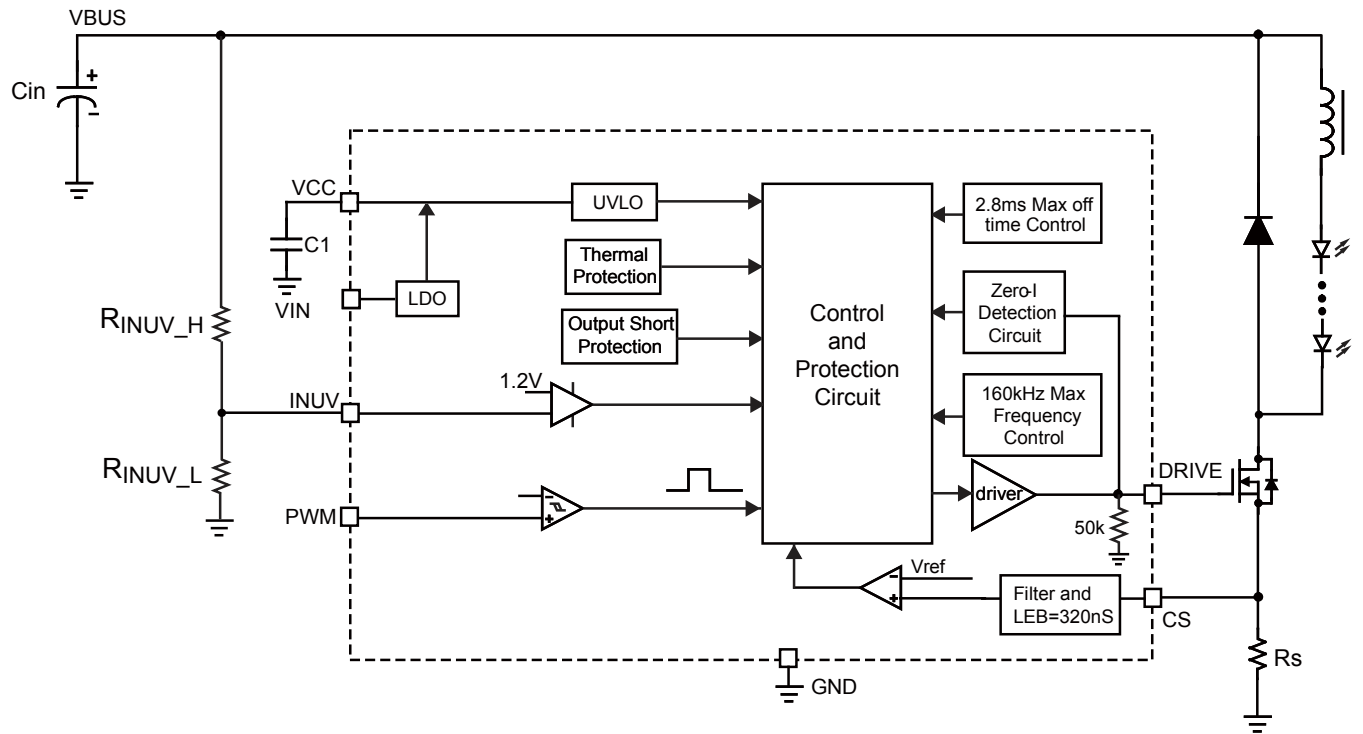 VBUS
Cin
+
−
VCC
C1
VIN
LDO
UVLO
Thermal
Protection
Output Short
Protection
RINUV_H
INUV
1.2V
RINUV_L
PWM
−
+
Control
and
Protection
Circuit
2.8ms Max off
time Control
Zero-I
Detection
Circuit
160kHz Max
Frequency
Control
driver
DRIVE
50k
Vref
−
+
Filter and
LEB=320nS
CS
Rs
GND